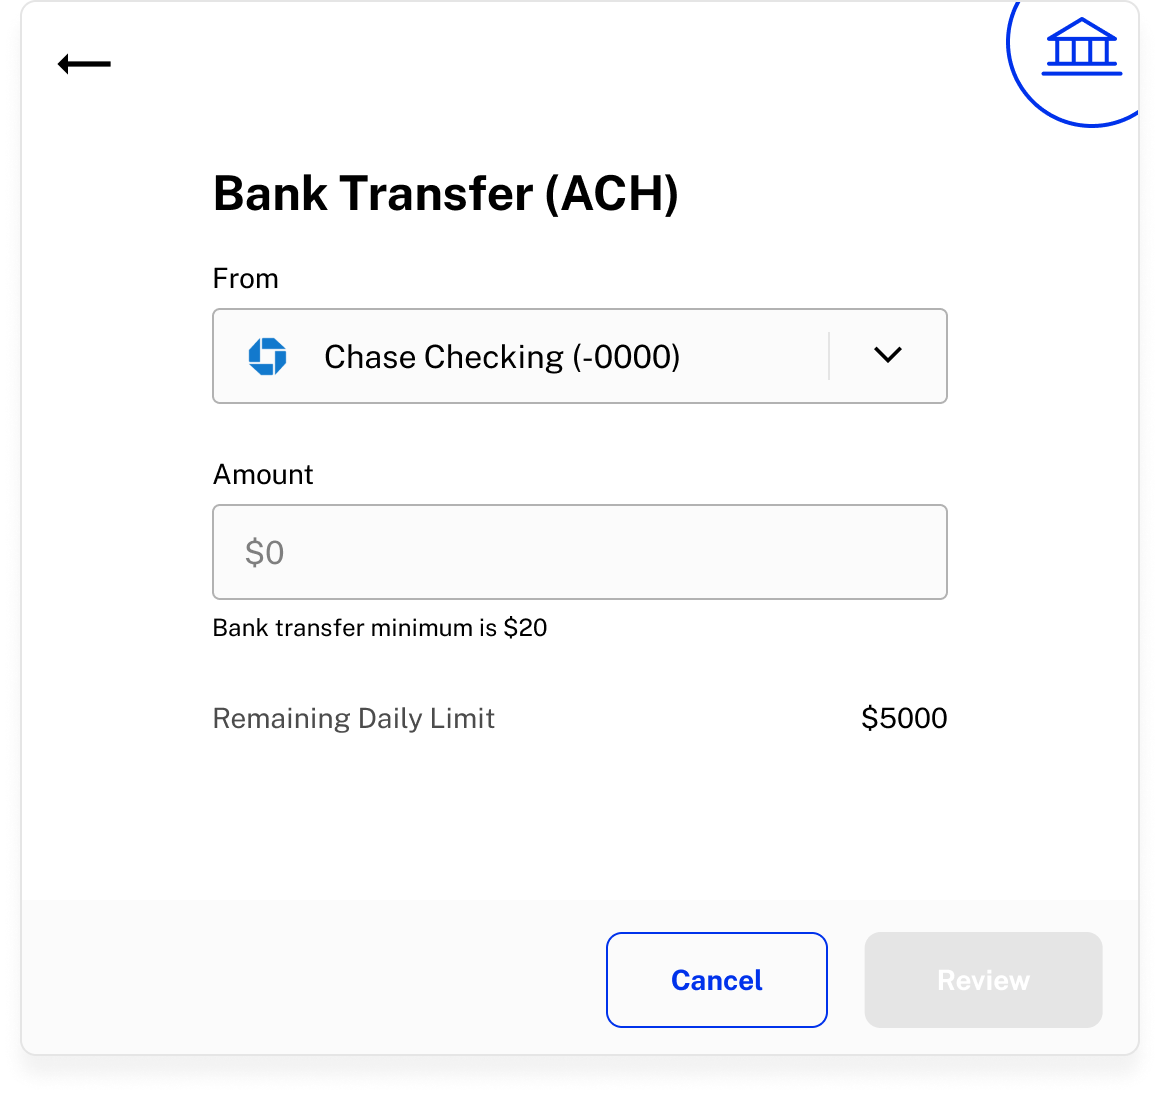 Bank Transfer (ACH)
From
Chase Checking (-0000)
Amount
$0
Bank transfer minimum is $20
Remaining Daily Limit $5000
Cancel Review